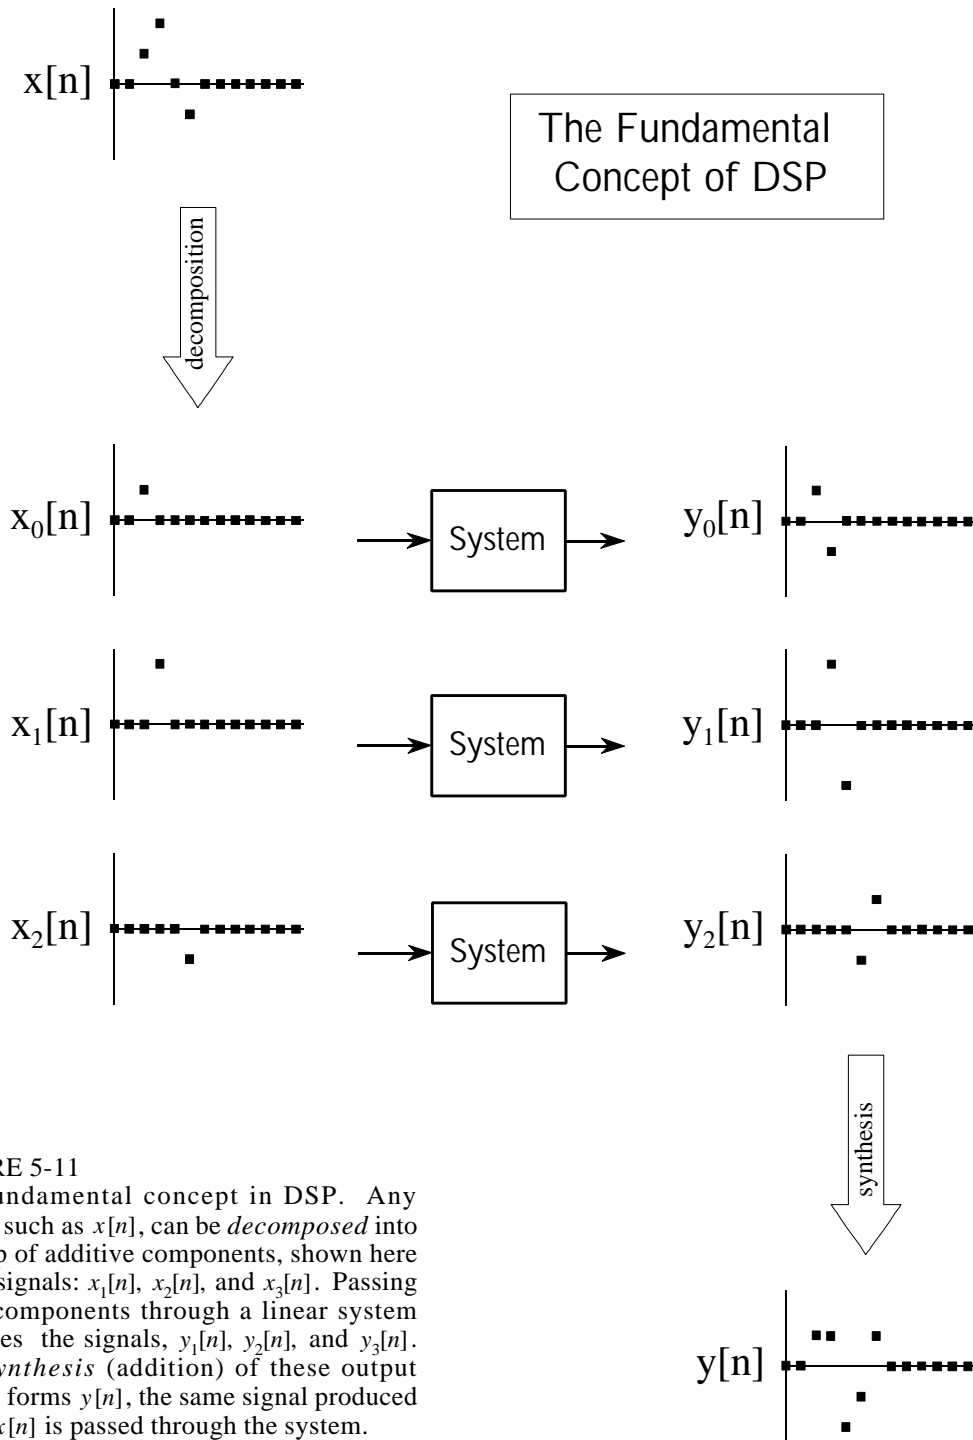 x[n]
The Fundamental
Concept of DSP
decomposition
x₀[n]
System
y₀[n]
x₁[n]
System
y₁[n]
x₂[n]
System
y₂[n]
synthesis
RE 5-11
undamental concept in DSP. Any
such as x[n], can be decomposed into
p of additive components, shown here
signals: x₁[n], x₂[n], and x₃[n]. Passing
components through a linear system
es the signals, y₁[n], y₂[n], and y₃[n].
ynthesis (addition) of these output
forms y[n], the same signal produced
x[n] is passed through the system.
y[n]